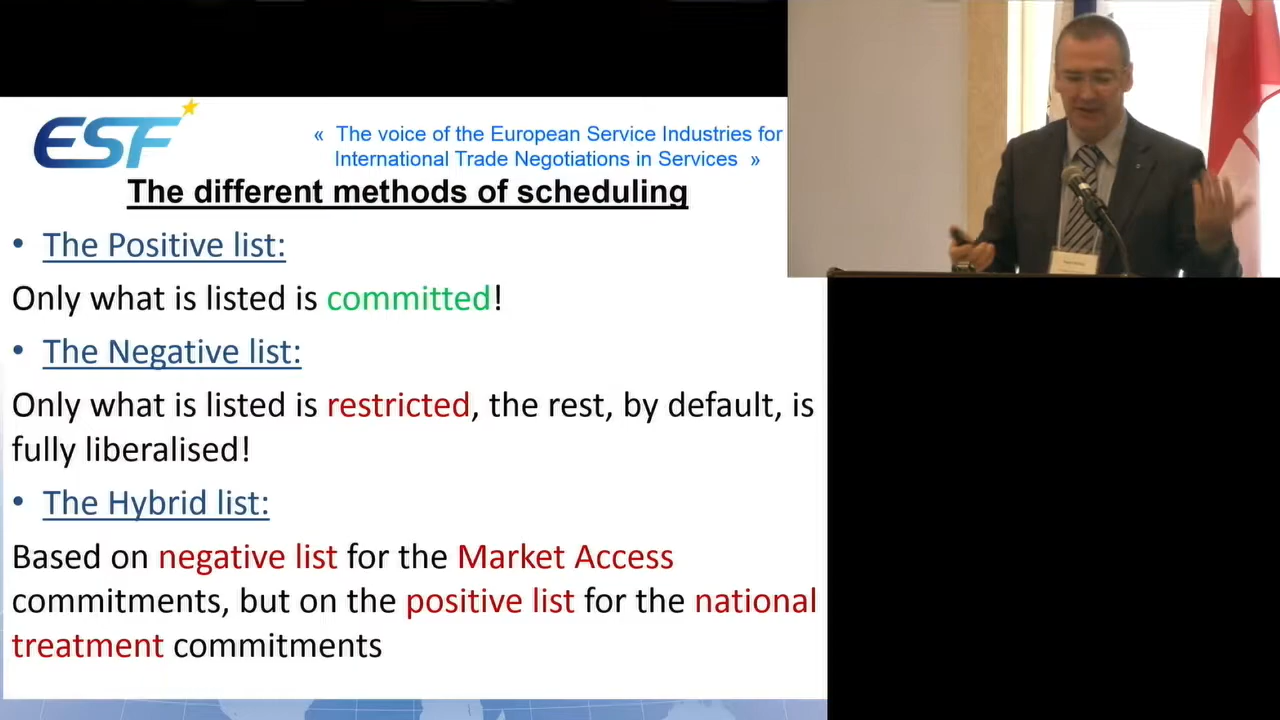 ESF
« The voice of the European Service Industries for
International Trade Negotiations in Services »
The different methods of scheduling
• The Positive list:
Only what is listed is committed!
• The Negative list:
Only what is listed is restricted, the rest, by default, is
fully liberalised!
• The Hybrid list:
Based on negative list for the Market Access
commitments, but on the positive list for the national
treatment commitments